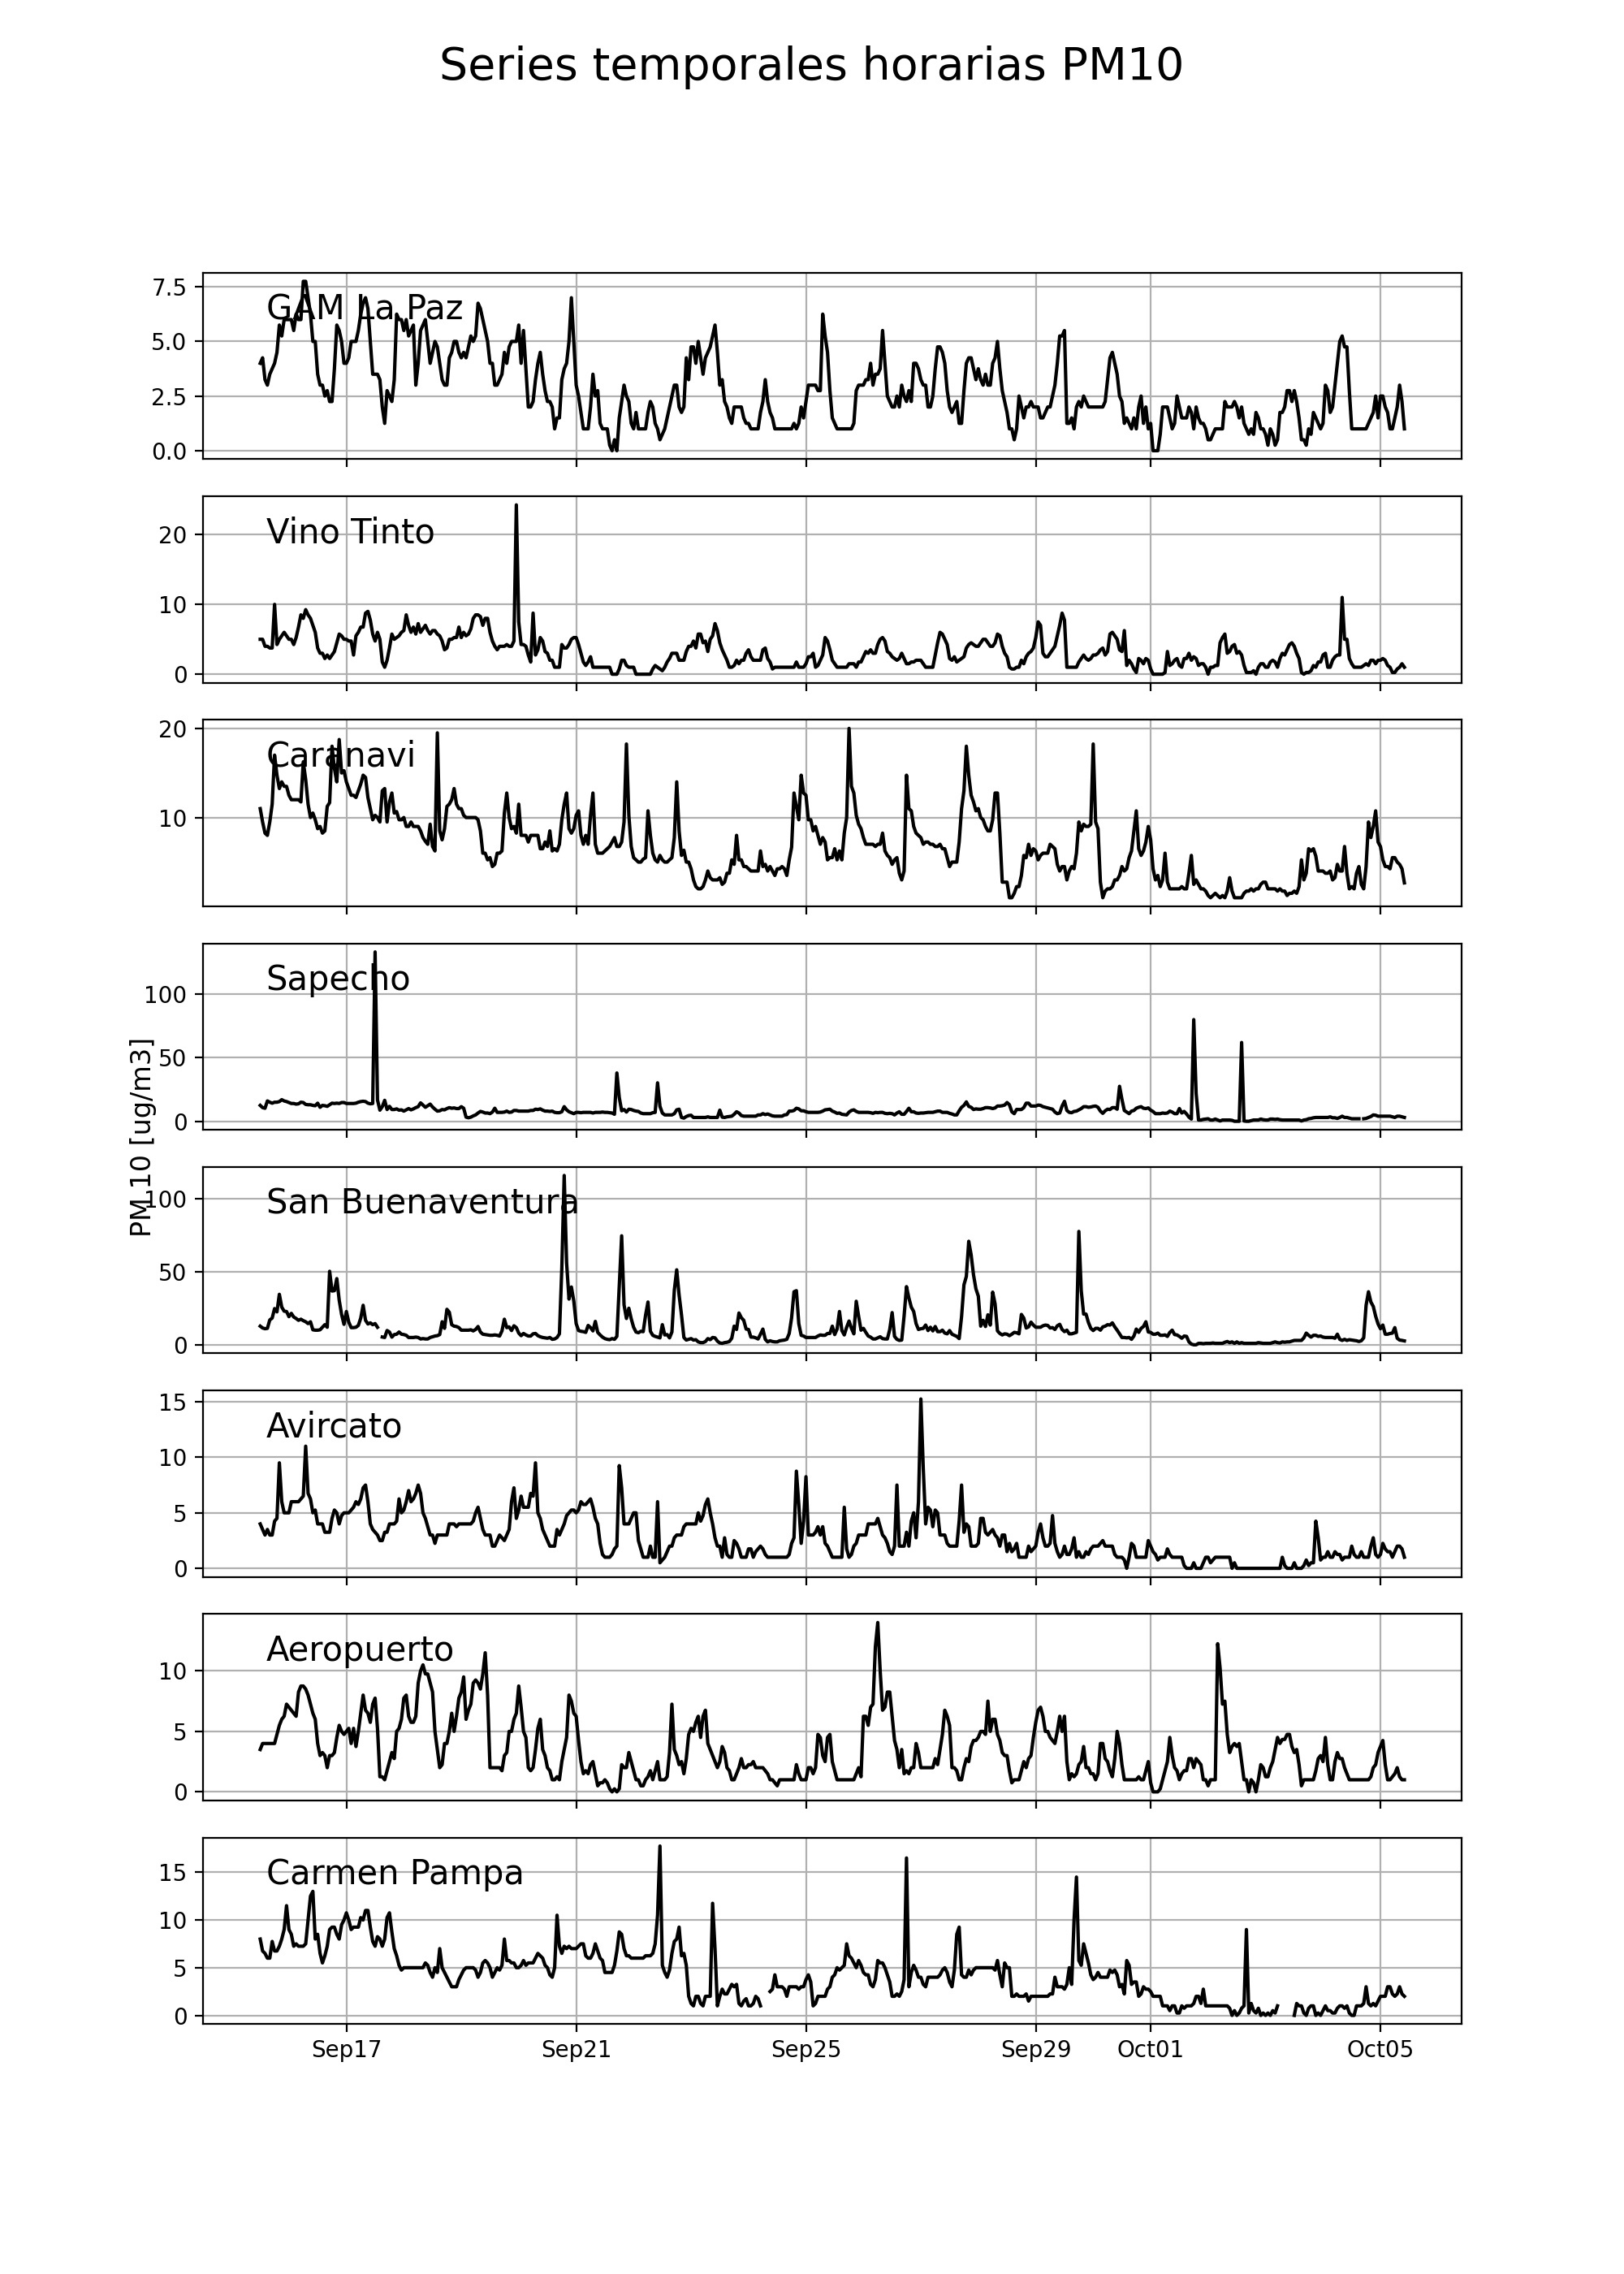 Series temporales horarias PM10
GAM La Paz
7.5
5.0
2.5
0.0
Vino Tinto
20
10
0
Caranavi
20
10
Sapecho
100
50
0
PM 10 [ug/m3]
San Buenaventura
100
50
0
Avircato
15
10
5
0
Aeropuerto
10
5
0
Carmen Pampa
15
10
5
0
Sep17 Sep21 Sep25 Sep29 Oct01 Oct05